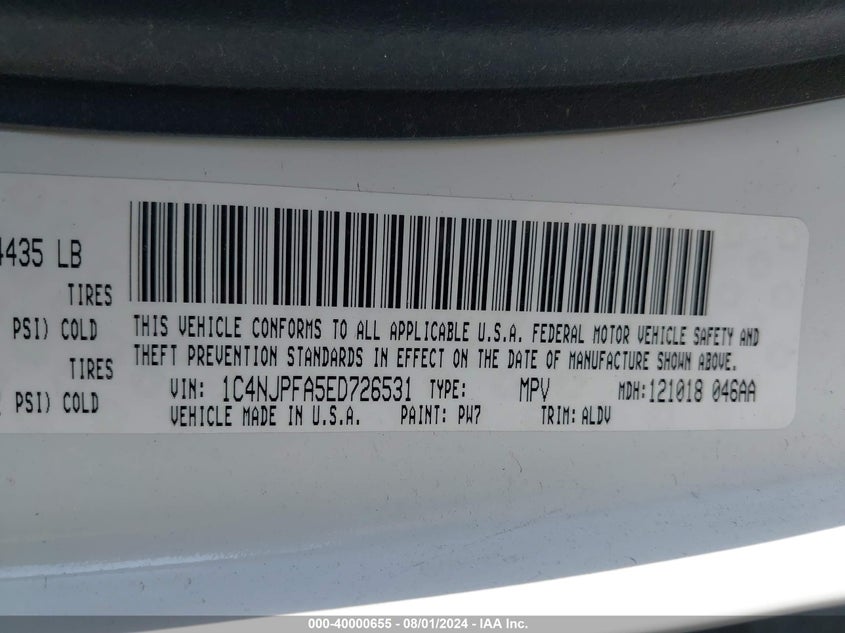 4435 LB
TIRES
PSI) COLD
TIRES
PSI) COLD
THIS VEHICLE CONFORMS TO ALL APPLICABLE U.S.A. FEDERAL MOTOR VEHICLE SAFETY AND
THEFT PREVENTION STANDARDS IN EFFECT ON THE DATE OF MANUFACTURE SHOWN ABOVE.
VIN: 1C4NJPFA5ED726531 TYPE: MPV MDH:121018 046AA
VEHICLE MADE IN U.S.A. PAINT: PW7 TRIM: ALDV
000-40000655 - 08/01/2024 - IAA Inc.